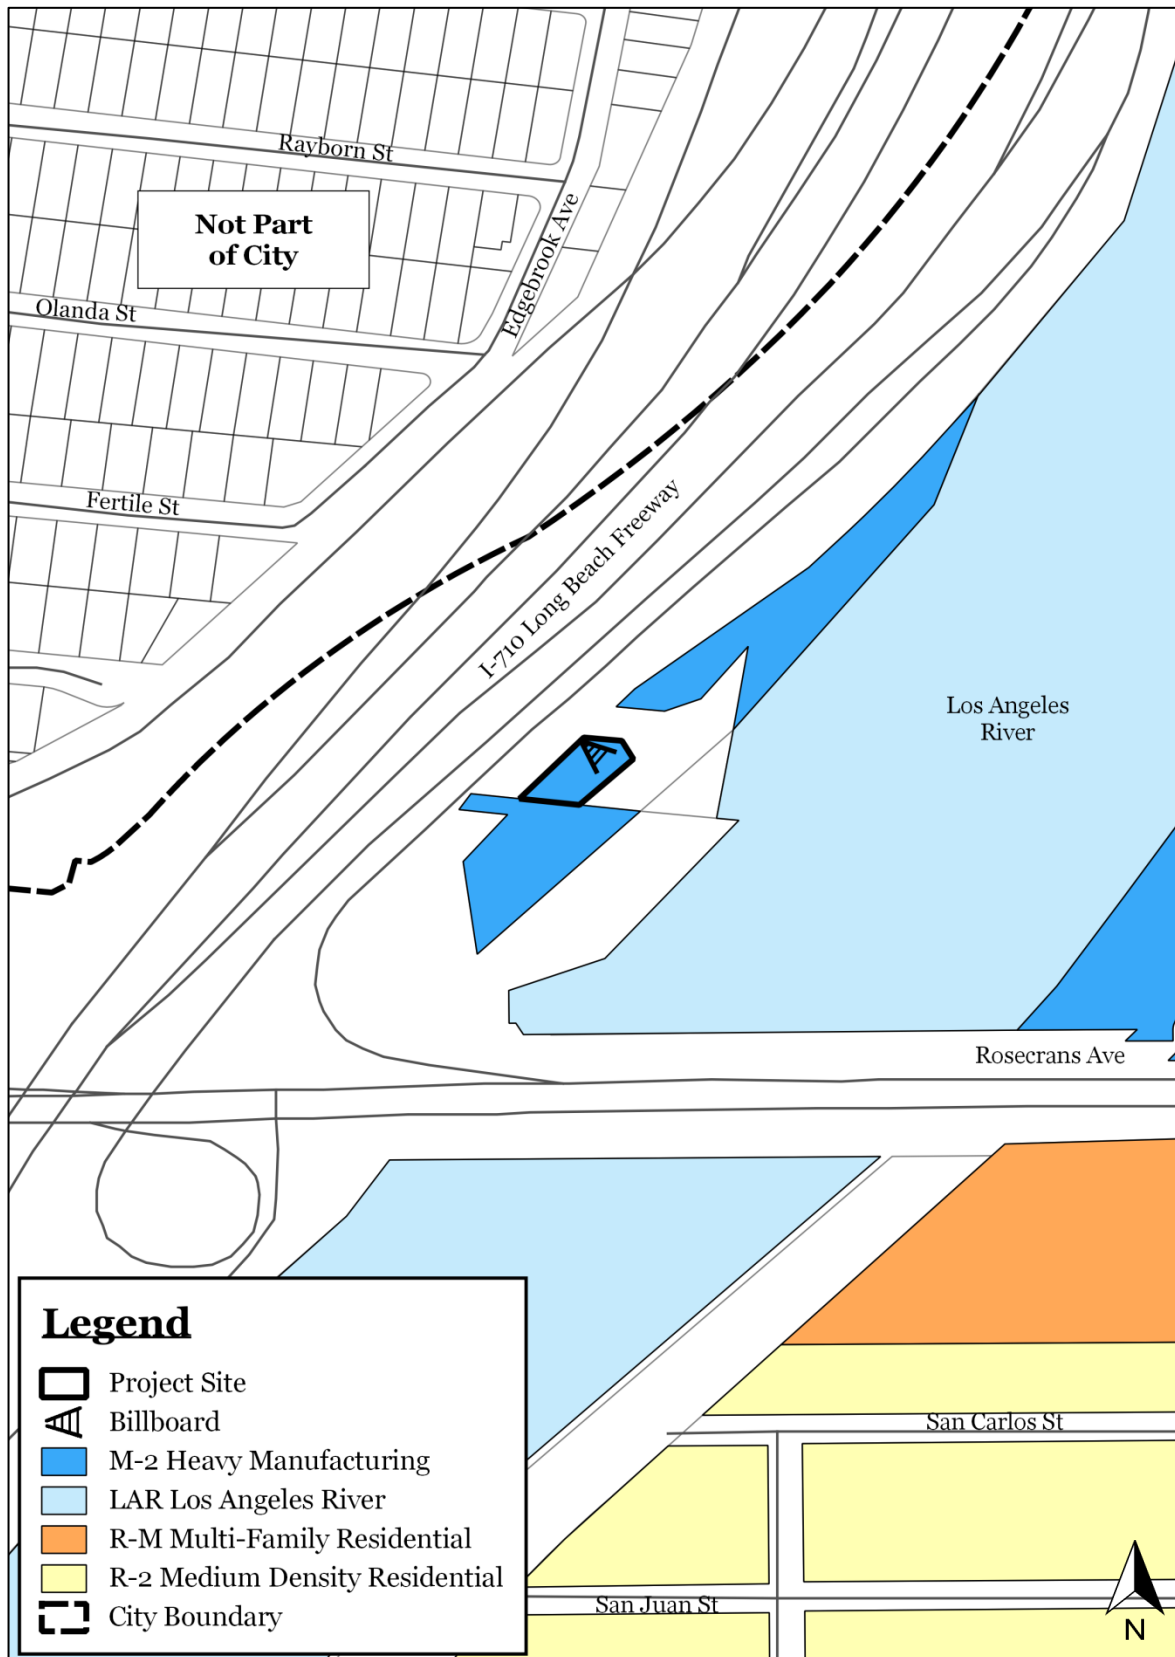 Rayborn St
Not Part
of City
Edgebrook Ave
Olanda St
Fertile St
I-710 Long Beach Freeway
Los Angeles
River
Rosecrans Ave
Legend
Project Site
Billboard
M-2 Heavy Manufacturing
LAR Los Angeles River
R-M Multi-Family Residential
R-2 Medium Density Residential
City Boundary
San Carlos St
San Juan St
N